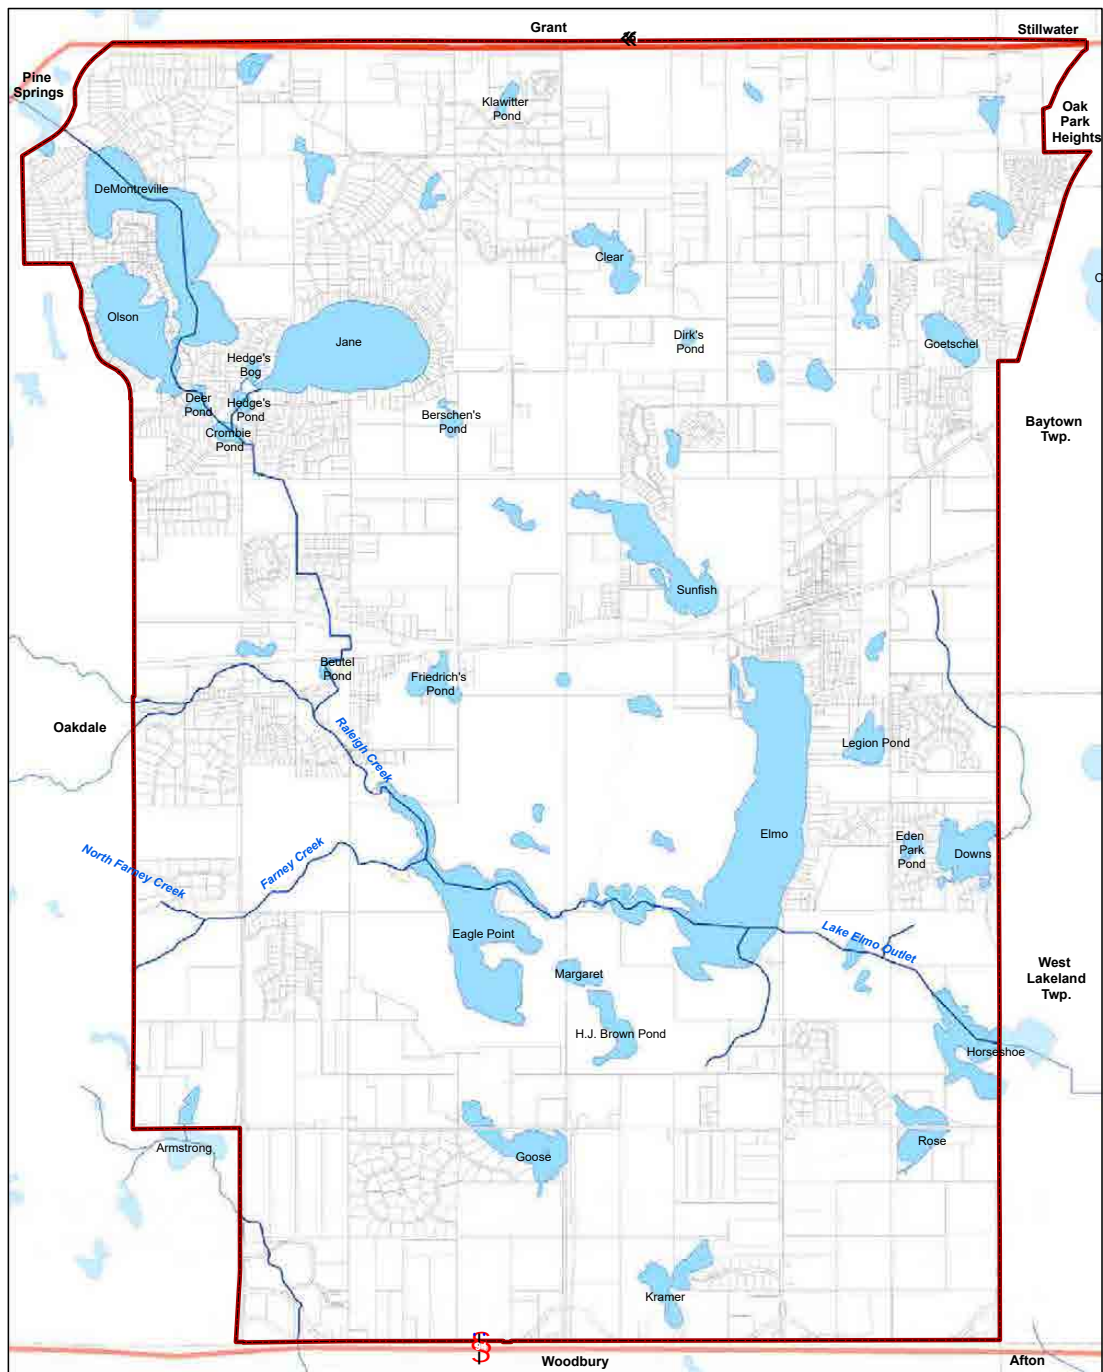 Grant
Stillwater
Pine
Springs
Klawitter
Pond
Oak
Park
Heights
DeMontreville
Clear
Olson
Jane
Dirk's
Pond
Goetschel
Hedge's
Bog
Deer
Pond
Hedge's
Pond
Crombie
Pond
Berschen's
Pond
Baytown
Twp.
Sunfish
Beutel
Pond
Friedrich's
Pond
Oakdale
Raleigh Creek
Legion Pond
Elmo
Eden
Park
Pond
Downs
North Farney Creek
Farney Creek
Eagle Point
Lake Elmo Outlet
Margaret
West
Lakeland
Twp.
H.J. Brown Pond
Horseshoe
Armstrong
Goose
Rose
Kramer
Woodbury
Afton